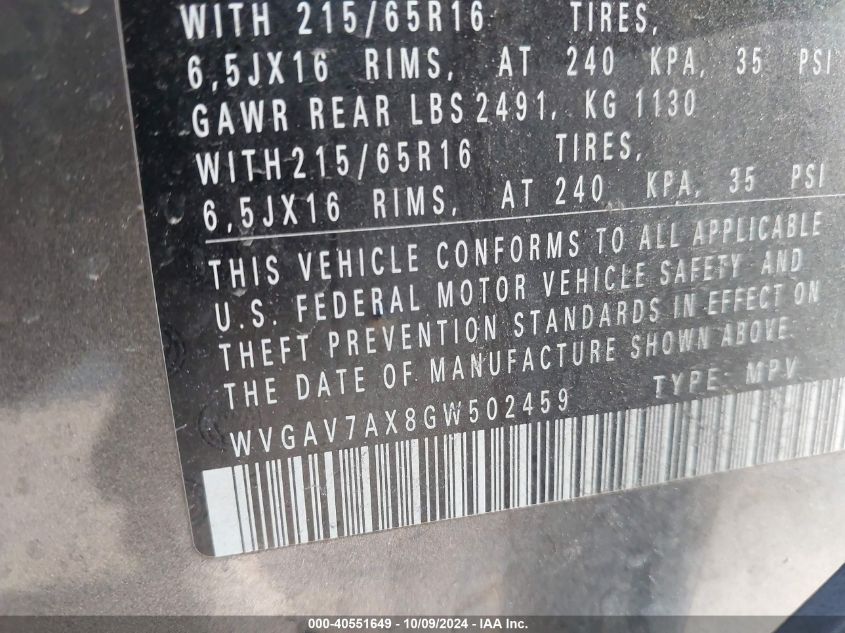 WITH 215/65R16 TIRES,
6,5JX16 RIMS, AT 240 KPA, 35 PSI
GAWR REAR LBS 2491, KG 1130
WITH 215/65R16 TIRES,
6,5JX16 RIMS, AT 240 KPA, 35 PSI
THIS VEHICLE CONFORMS TO ALL APPLICABLE
U.S. FEDERAL MOTOR VEHICLE SAFETY AND
THEFT PREVENTION STANDARDS IN EFFECT ON
THE DATE OF MANUFACTURE SHOWN ABOVE
WVGAV7AX8GW502459 TYPE: MPV
000-40551649 - 10/09/2024 - IAA Inc.